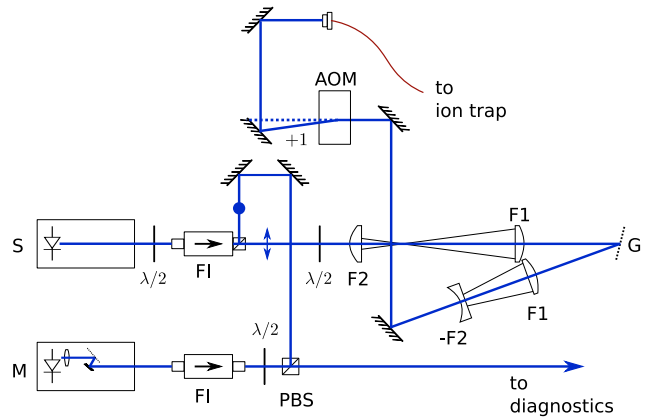 AOM
to
ion trap
+1
S
λ/2
FI
λ/2
F2
F1
G
F1
-F2
λ/2
M
FI
PBS
to
diagnostics